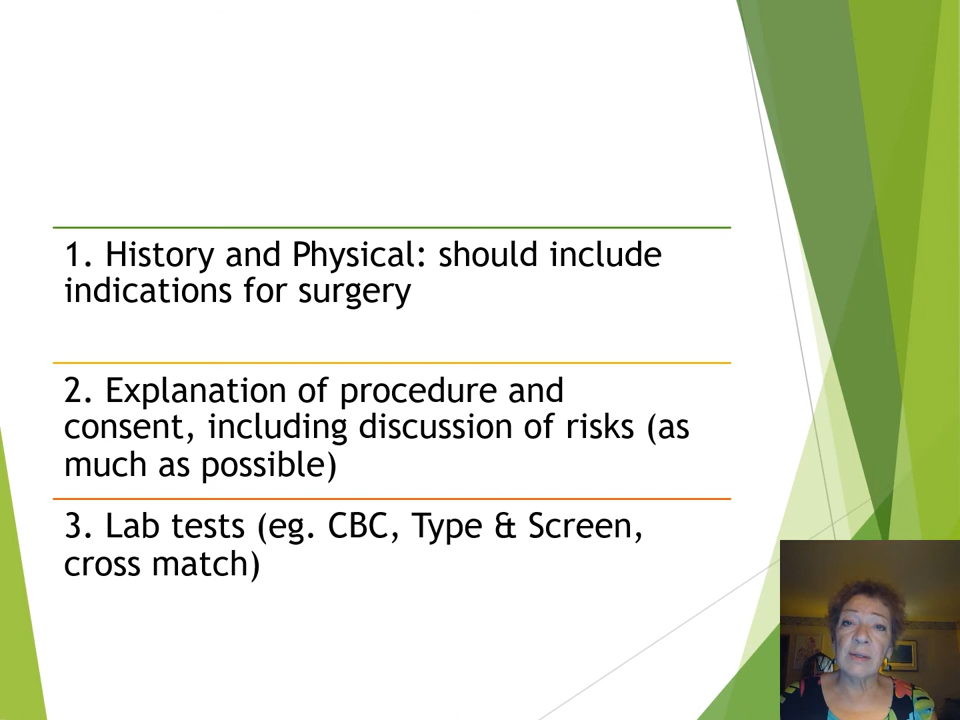 1. History and Physical: should include
indications for surgery
2. Explanation of procedure and
consent, including discussion of risks (as
much as possible)
3. Lab tests (eg. CBC, Type & Screen,
cross match)